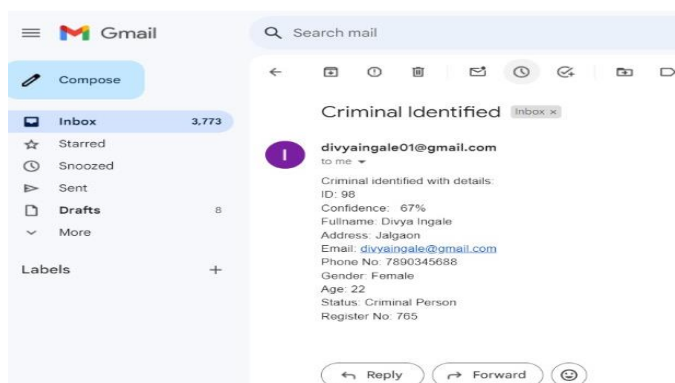 Gmail
Search mail
Compose
Inbox 3,773
Starred
Snoozed
Sent
Drafts 8
More
Labels +
Criminal Identified Inbox x
I
divyaingale01@gmail.com
to me
Criminal identified with details:
ID: 98
Confidence: 67%
Fullname: Divya Ingale
Address: Jalgaon
Email: divyaingale@gmail.com
Phone No: 7890345688
Gender: Female
Age: 22
Status: Criminal Person
Register No: 765
Reply Forward